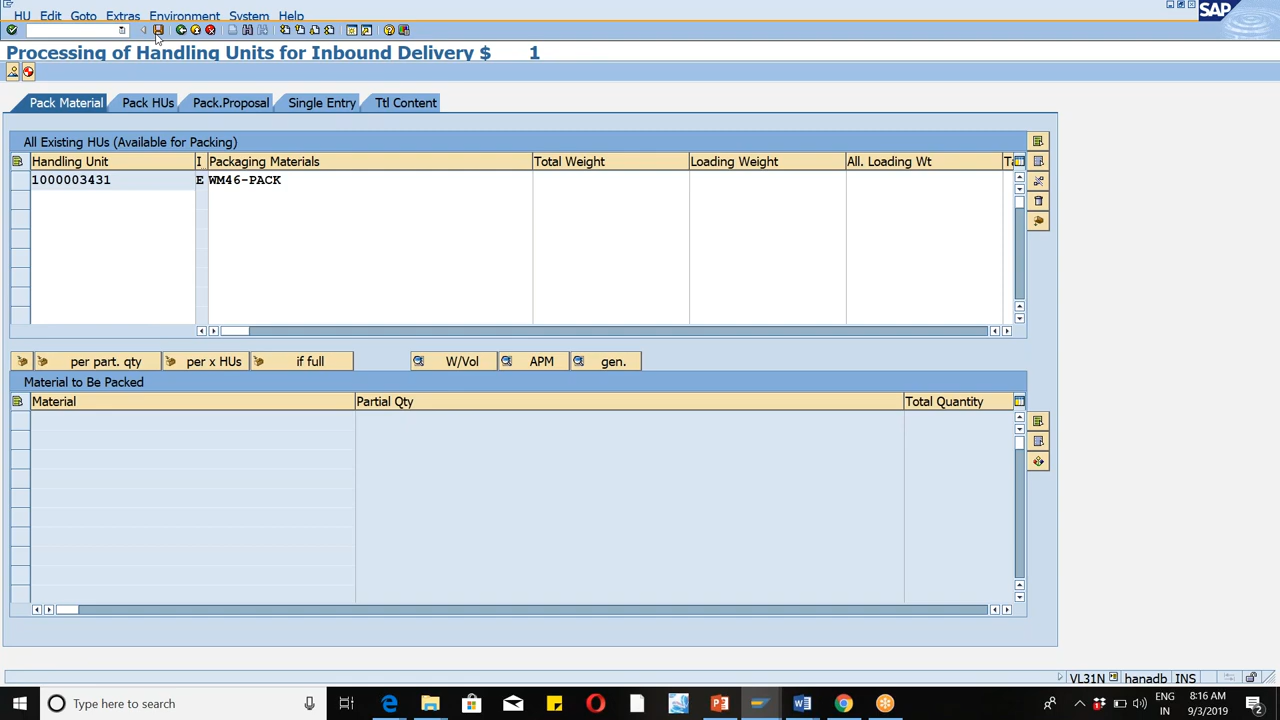 HU Edit Goto Extras Environment System Help
SAP
Processing of Handling Units for Inbound Delivery $ 1
Pack Material Pack HUs Pack.Proposal Single Entry Ttl Content
All Existing HUs (Available for Packing)
Handling Unit I Packaging Materials Total Weight Loading Weight All. Loading Wt
1000003431 E WM46-PACK
per part. qty per x HUs if full W/Vol APM gen.
Material to Be Packed
Material Partial Qty Total Quantity
VL31N hanadb INS
Type here to search
ENG 8:16 AM
IN 9/3/2019
2